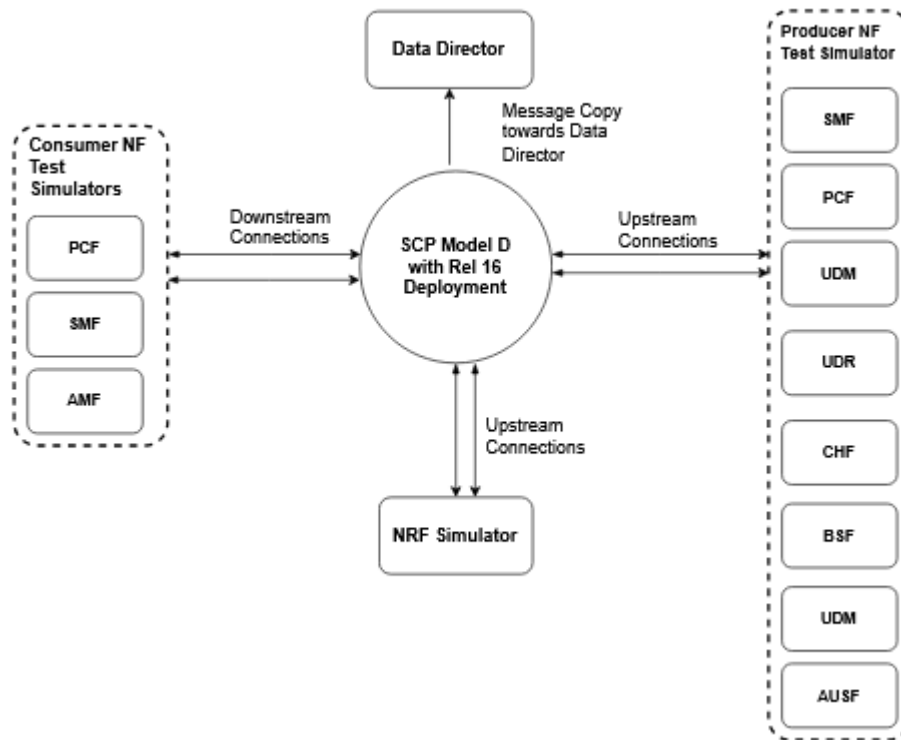 Data Director
Producer NF
Test Simulator
Message Copy
towards Data
Director
Consumer NF
Test
Simulators
PCF
SMF
AMF
Downstream
Connections
SCP Model D
with Rel 16
Deployment
Upstream
Connections
Upstream
Connections
NRF Simulator
SMF
PCF
UDM
UDR
CHF
BSF
UDM
AUSF